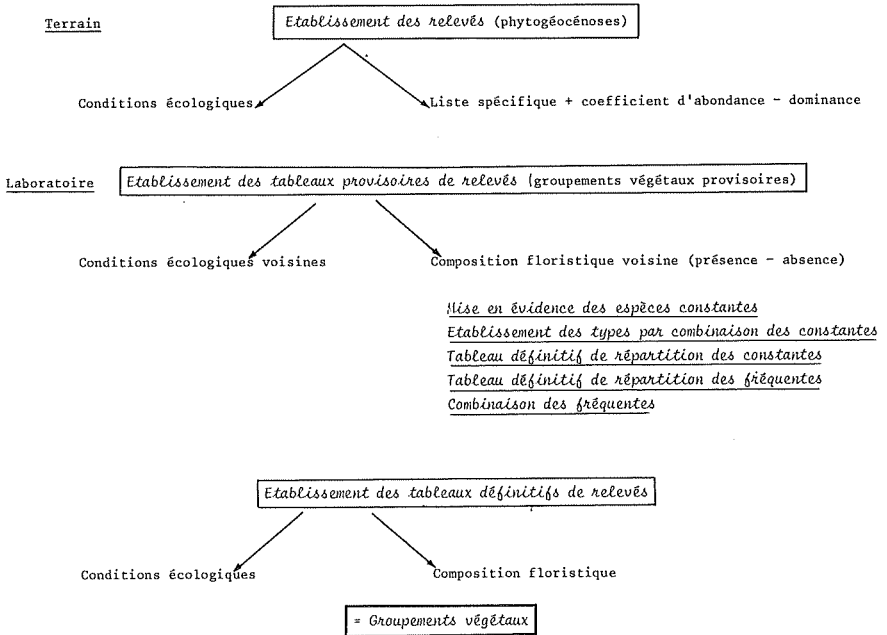 Terrain
Etablissement des relevés (phytogéocénoses)
Conditions écologiques
Liste spécifique + coefficient d'abondance - dominance
Laboratoire
Etablissement des tableaux provisoires de relevés (groupements végétaux provisoires)
Conditions écologiques voisines
Composition floristique voisine (présence - absence)
Mise en évidence des espèces constantes
Etablissement des types par combinaison des constantes
Tableau définitif de répartition des constantes
Tableau définitif de répartition des fréquentes
Combinaison des fréquentes
Etablissement des tableaux définitifs de relevés
Conditions écologiques
Composition floristique
= Groupements végétaux